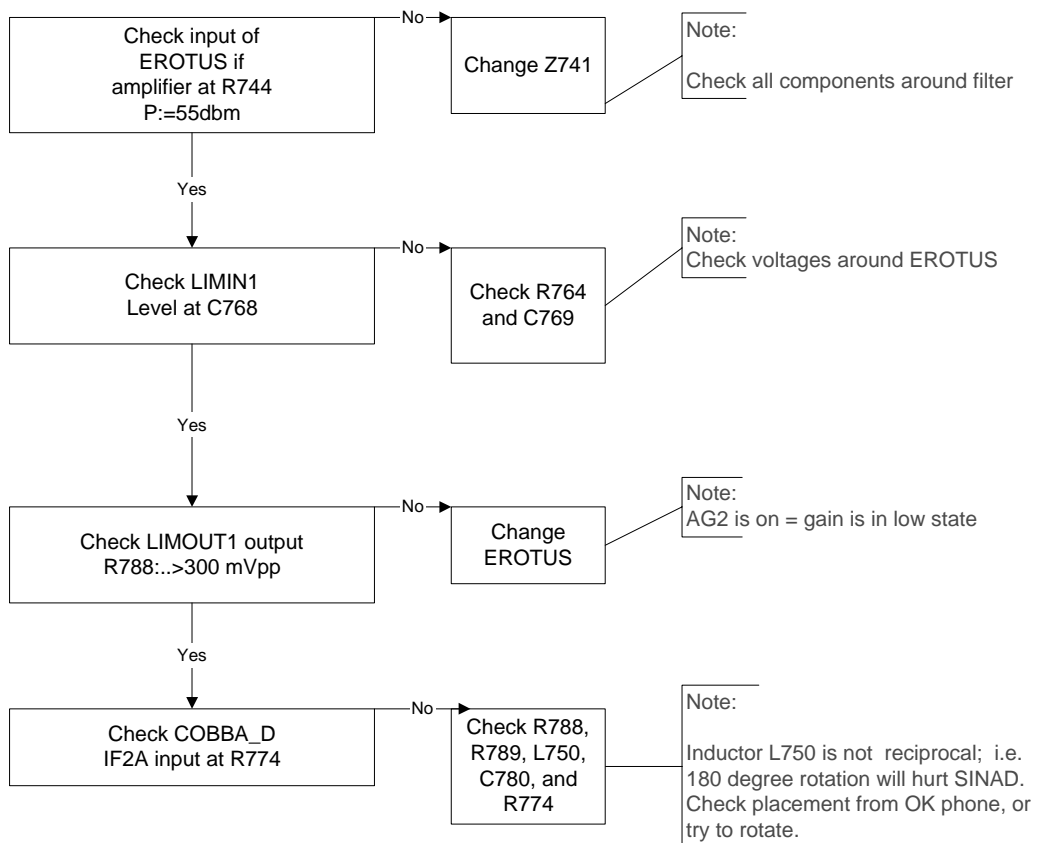 Check input of
EROTUS if
amplifier at R744
P:=55dbm
No
Change Z741
Note:
Check all components around filter
Yes
Check LIMIN1
Level at C768
No
Check R764
and C769
Note:
Check voltages around EROTUS
Yes
Check LIMOUT1 output
R788:..>300 mVpp
No
Change
EROTUS
Note:
AG2 is on = gain is in low state
Yes
Check COBBA_D
IF2A input at R774
No
Check R788,
R789, L750,
C780, and
R774
Note:
Inductor L750 is not reciprocal; i.e.
180 degree rotation will hurt SINAD.
Check placement from OK phone, or
try to rotate.